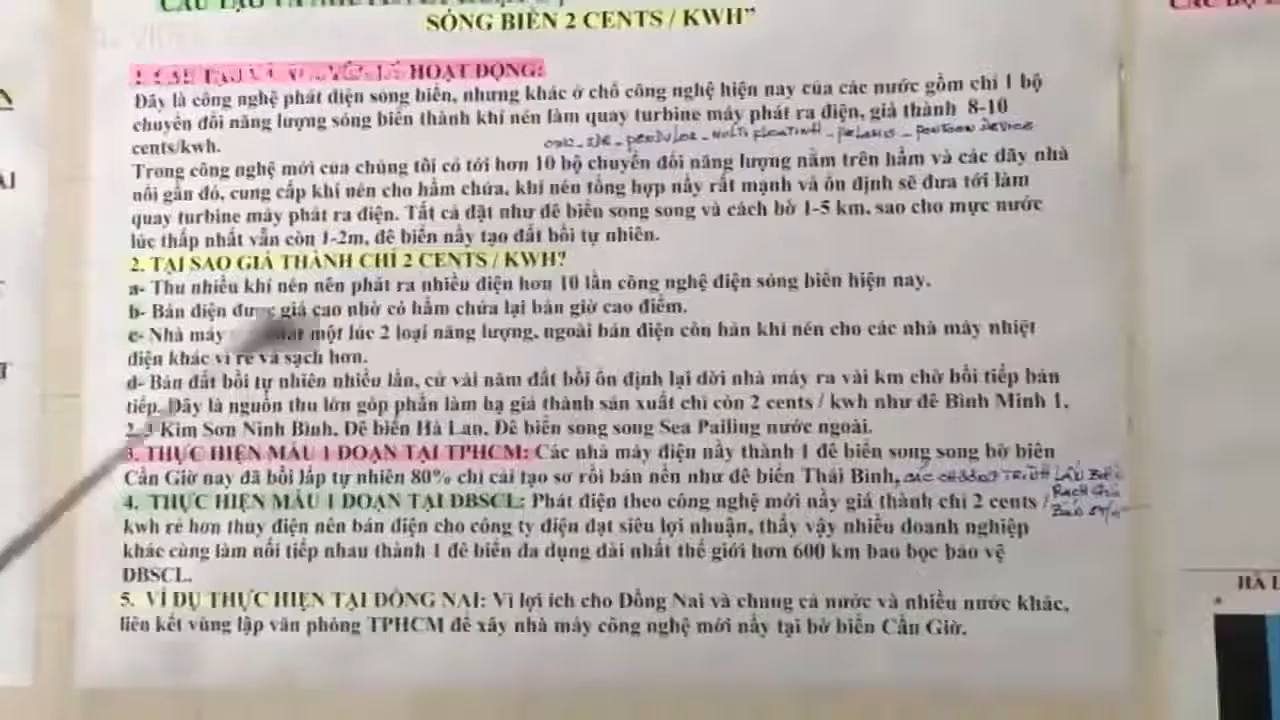 SÓNG BIỂN 2 CENTS / KWH"
HOẠT ĐỘNG:
Đây là công nghệ phát điện sóng biển, nhưng khác ở chỗ công nghệ hiện nay của các nước gồm chỉ 1 bộ
chuyển đổi năng lượng sóng biển thành khí nén làm quay turbine máy phát ra điện, giá thành 8-10
cents/kwh.
Trong công nghệ mới của chúng tôi có tới hơn 10 bộ chuyển đổi năng lượng nằm trên hầm và các dãy nhà
nối gần đó, cung cấp khí nén cho hầm chứa, khí nén tổng hợp nầy rất mạnh và ổn định sẽ đưa tới làm
quay turbine máy phát ra điện. Tất cả đặt như đê biển song song và cách bờ 1-5 km, sao cho mực nước
lúc thấp nhất vẫn còn 1-2m, đê biển nầy tạo đất bồi tự nhiên.
2. TẠI SAO GIÁ THÀNH CHỈ 2 CENTS / KWH?
a- Thu nhiều khí nén nên phát ra nhiều điện hơn 10 lần công nghệ điện sóng biển hiện nay.
b- Bán điện được giá cao nhờ có hầm chứa lại bán giờ cao điểm.
c- Nhà máy một lúc 2 loại năng lượng, ngoài bán điện còn bán khí nén cho các nhà máy nhiệt
điện khác vì rẻ và sạch hơn.
d- Bán đất bồi tự nhiên nhiều lần, cứ vài năm đất bồi ổn định lại dời nhà máy ra vài km chờ bồi tiếp bán
tiếp. Đây là nguồn thu lớn góp phần làm hạ giá thành sản xuất chỉ còn 2 cents / kwh như đê Bình Minh 1,
2, 3 Kim Sơn Ninh Bình, Đê biển Hà Lan, Đê biển song song Sea Pailing nước ngoài.
3. THỰC HIỆN MẪU 1 ĐOẠN TẠI TPHCM: Các nhà máy điện nầy thành 1 đê biển song song bờ biển
Cần Giờ nay đã bồi lấp tự nhiên 80% chỉ cải tạo sơ rồi bán nền như đê biển Thái Bình,
4. THỰC HIỆN MẪU 1 ĐOẠN TẠI ĐBSCL: Phát điện theo công nghệ mới nầy giá thành chỉ 2 cents /
kwh rẻ hơn thủy điện nên bán điện cho công ty điện đạt siêu lợi nhuận, thấy vậy nhiều doanh nghiệp
khác cùng làm nối tiếp nhau thành 1 đê biển đa dụng dài nhất thế giới hơn 600 km bao bọc bảo vệ
ĐBSCL.
5. VÍ DỤ THỰC HIỆN TẠI ĐỒNG NAI: Vì lợi ích cho Đồng Nai và chung cả nước và nhiều nước khác,
liên kết vùng lập văn phòng TPHCM để xây nhà máy công nghệ mới nầy tại bờ biển Cần Giờ.